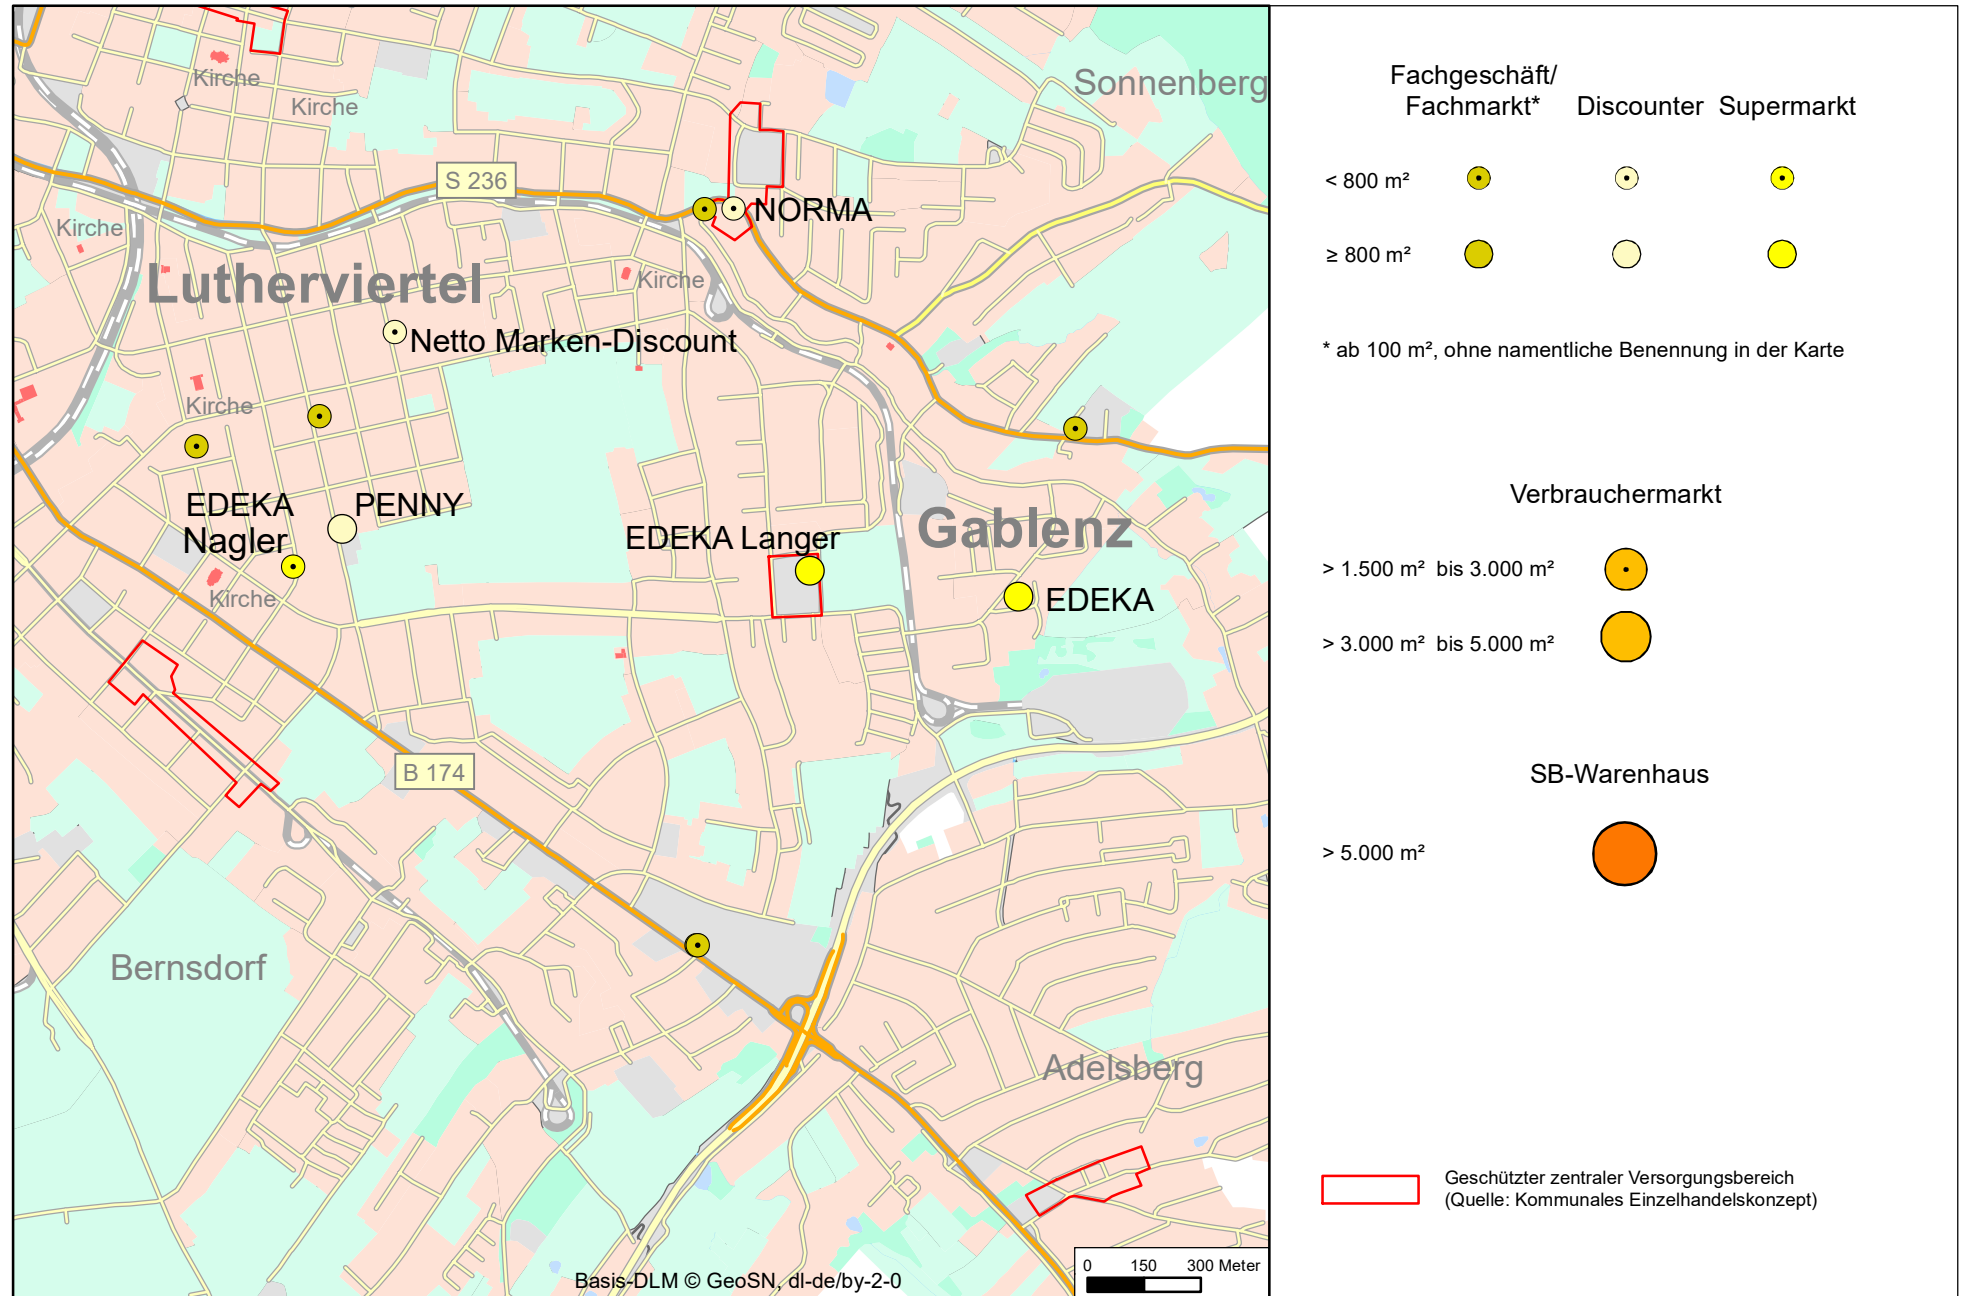 Kirche
Kirche
Sonnenberg
S 236
NORMA
Kirche
Kirche
Lutherviertel
Netto Marken-Discount
Kirche
EDEKA
Nagler
PENNY
EDEKA Langer
Gablenz
EDEKA
Kirche
B 174
Bernsdorf
Adelsberg
Basis-DLM © GeoSN, dl-de/by-2-0
0 150 300 Meter
Fachgeschäft/
Fachmarkt* Discounter Supermarkt
< 800 m²
≥ 800 m²
* ab 100 m², ohne namentliche Benennung in der Karte
Verbrauchermarkt
> 1.500 m² bis 3.000 m²
> 3.000 m² bis 5.000 m²
SB-Warenhaus
> 5.000 m²
Geschützter zentraler Versorgungsbereich
(Quelle: Kommunales Einzelhandelskonzept)